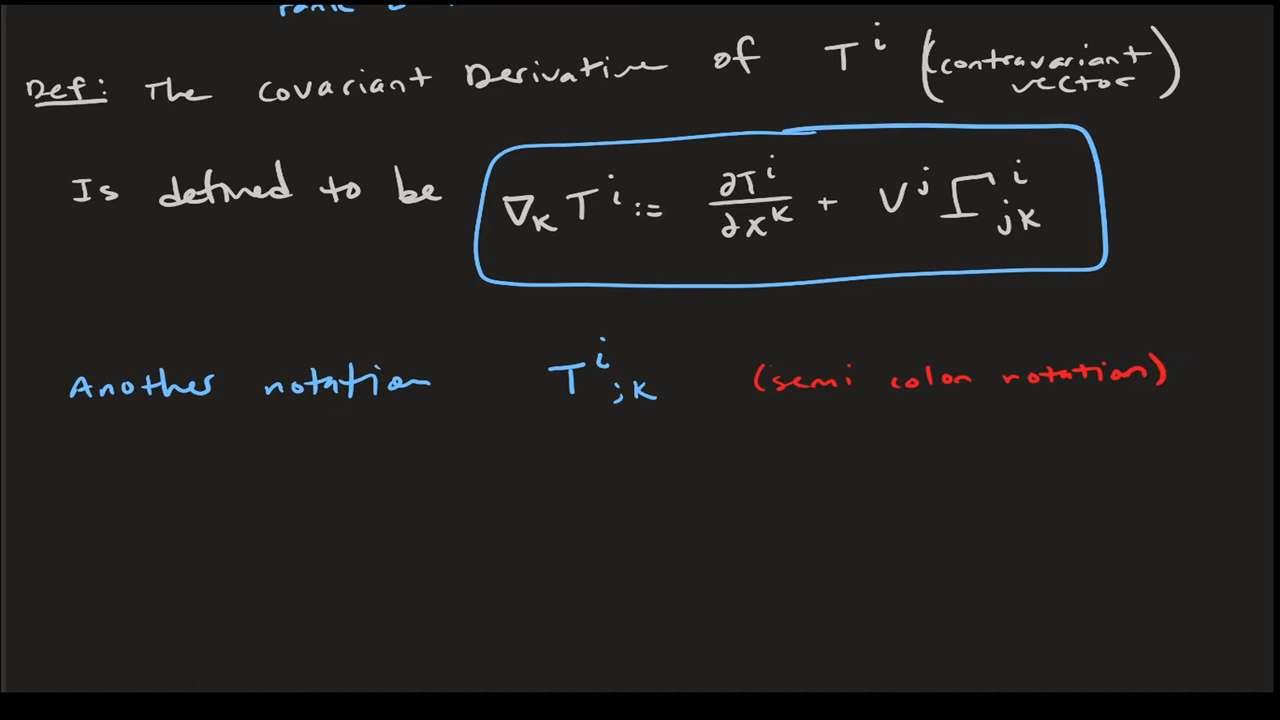 Def: The covariant Derivative of T^i (contravariant vector)
Is defined to be ∇_k T^i := ∂T^i/∂x^k + V^j Γ^i_jk
Another notation T^i_;k (semi colon notation)